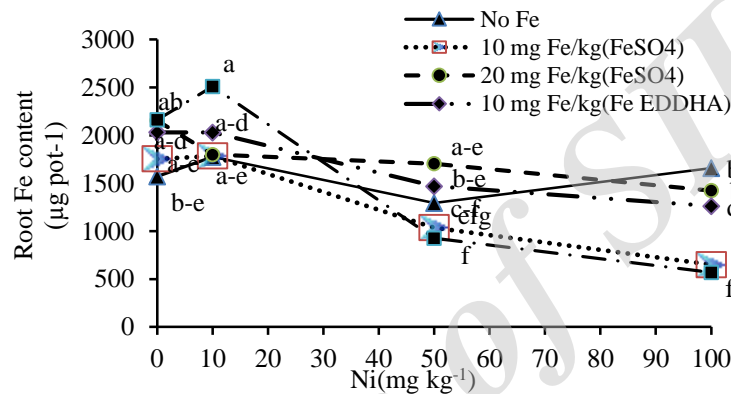 No Fe
10 mg Fe/kg(FeSO4)
20 mg Fe/kg(FeSO4)
10 mg Fe/kg(Fe EDDHA)
Root Fe content
(µg pot-1)
3000
2500
2000
1500
1000
500
0
ab
a
a-d
a-d
a-e
a-e
b-e
a-e
b-e
c-f
efg
f
b
c
f
0 10 20 30 40 50 60 70 80 90 100
Ni(mg kg-1)
of SI